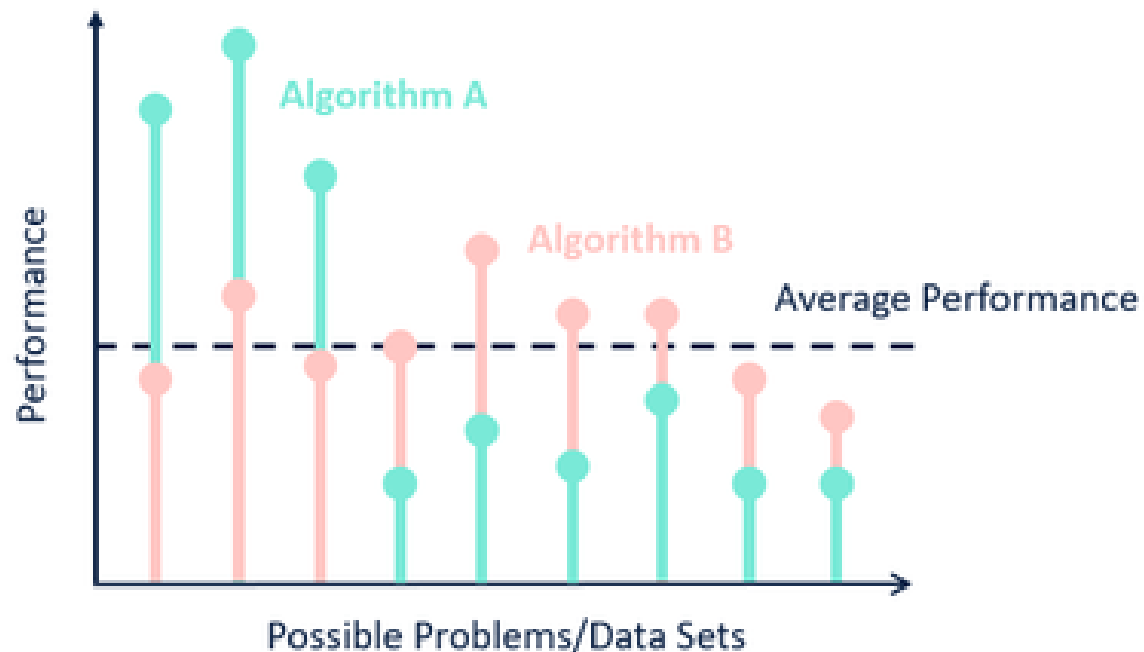 Algorithm A
Algorithm B
Average Performance
Performance
Possible Problems/Data Sets